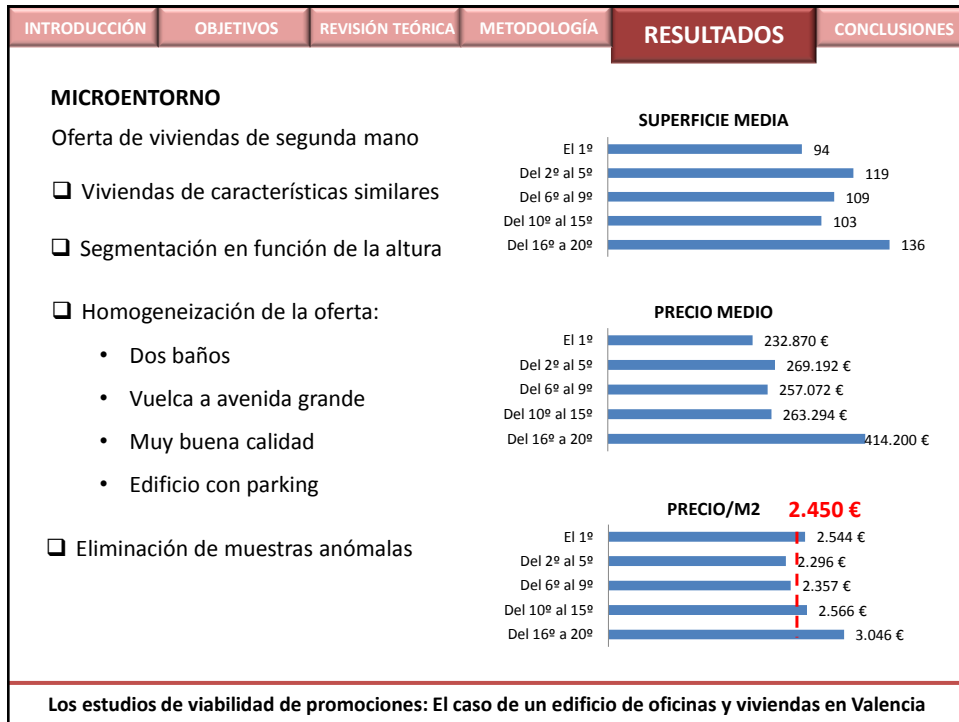 INTRODUCCIÓN OBJETIVOS REVISIÓN TEÓRICA METODOLOGÍA RESULTADOS CONCLUSIONES
MICROENTORNO
Oferta de viviendas de segunda mano
❑ Viviendas de características similares
❑ Segmentación en función de la altura
❑ Homogeneización de la oferta:
• Dos baños
• Vuelca a avenida grande
• Muy buena calidad
• Edificio con parking
❑ Eliminación de muestras anómalas
SUPERFICIE MEDIA
El 1º 94
Del 2º al 5º 119
Del 6º al 9º 109
Del 10º al 15º 103
Del 16º a 20º 136
PRECIO MEDIO
El 1º 232.870 €
Del 2º al 5º 269.192 €
Del 6º al 9º 257.072 €
Del 10º al 15º 263.294 €
Del 16º a 20º 414.200 €
PRECIO/M2 2.450 €
El 1º 2.544 €
Del 2º al 5º 2.296 €
Del 6º al 9º 2.357 €
Del 10º al 15º 2.566 €
Del 16º a 20º 3.046 €
Los estudios de viabilidad de promociones: El caso de un edificio de oficinas y viviendas en Valencia